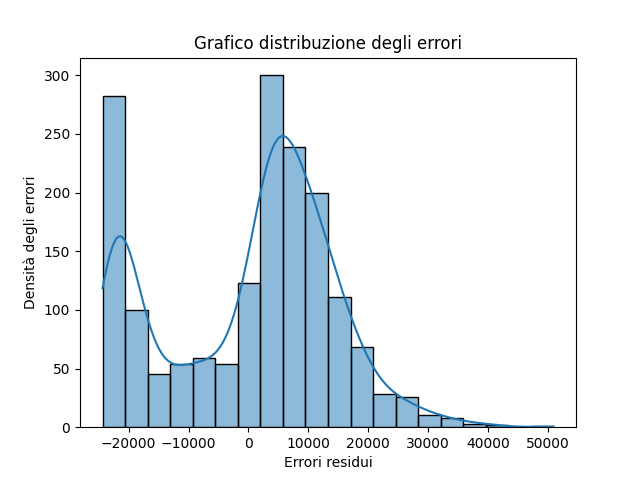 Grafico distribuzione degli errori
Densità degli errori
300
250
200
150
100
50
0
−20000 −10000 0 10000 20000 30000 40000 50000
Errori residui